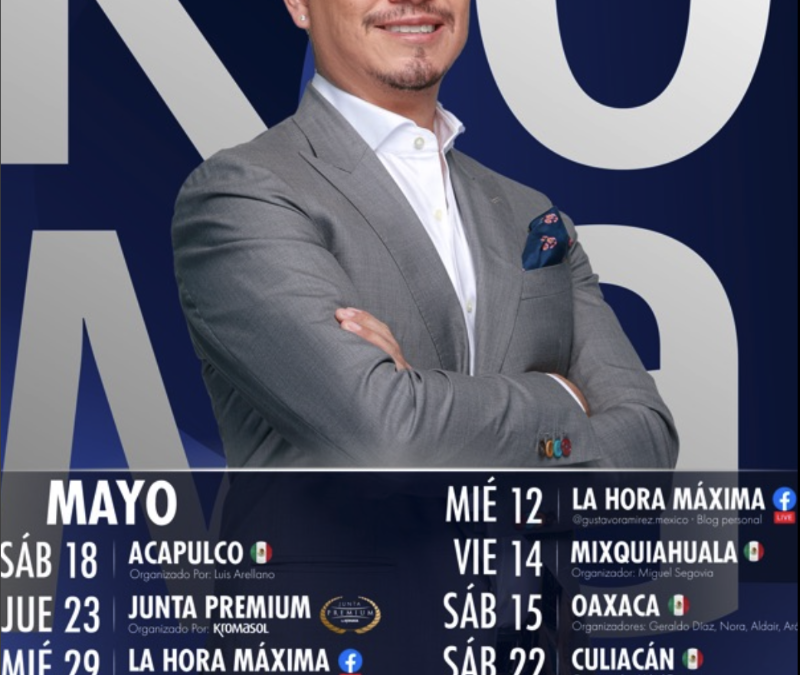 MAYO
SÁB 18 ACAPULCO
Organizado Por: Luis Arellano
JUE 23 JUNTA PREMIUM
JUNTA PREMIUM
Organizado Por: KROMASOL
MIÉ 29 LA HORA MÁXIMA
MIÉ 12 LA HORA MÁXIMA
@gustavoramirez.mexico · Blog personal LIVE
VIE 14 MIXQUIAHUALA
Organizador: Miguel Segovia
SÁB 15 OAXACA
Organizadores: Geraldo Díaz, Nora, Aldair,
SÁB 22 CULIACÁN